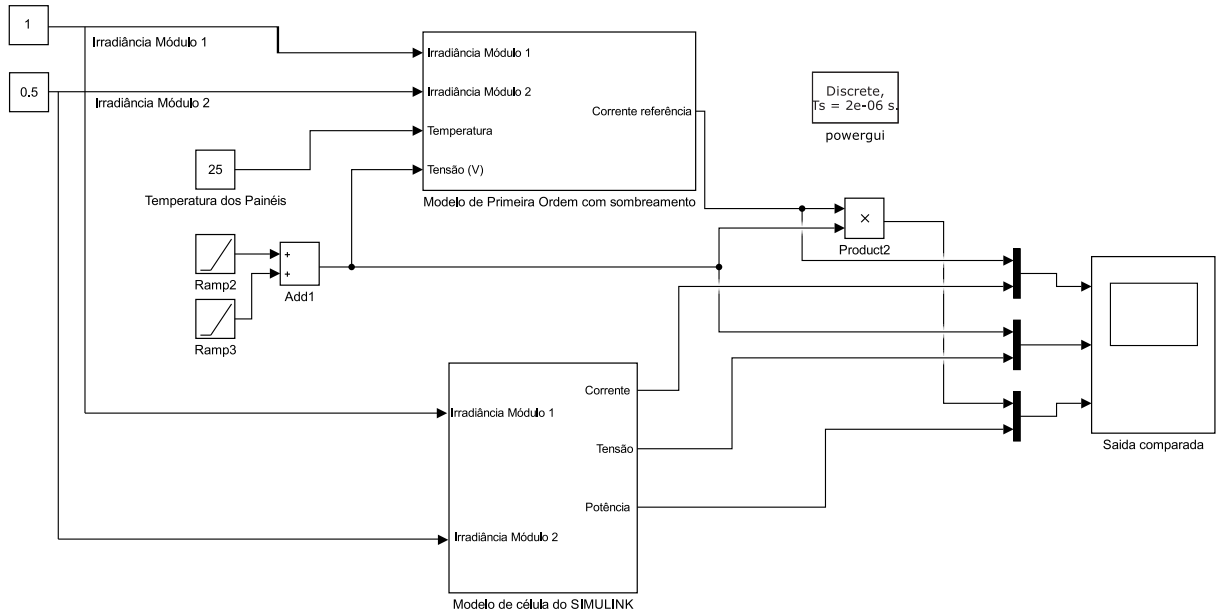 1
Irradiância Módulo 1
0.5
Irradiância Módulo 2
25
Temperatura dos Painéis
Irradiância Módulo 1
Irradiância Módulo 2
Temperatura
Tensão (V)
Corrente referência
Modelo de Primeira Ordem com sombreamento
Discrete,
Ts = 2e-06 s.
powergui
×
Product2
Ramp2
+
+
Add1
Ramp3
Corrente
Irradiância Módulo 1
Tensão
Potência
Irradiância Módulo 2
Modelo de célula do SIMULINK
Saida comparada